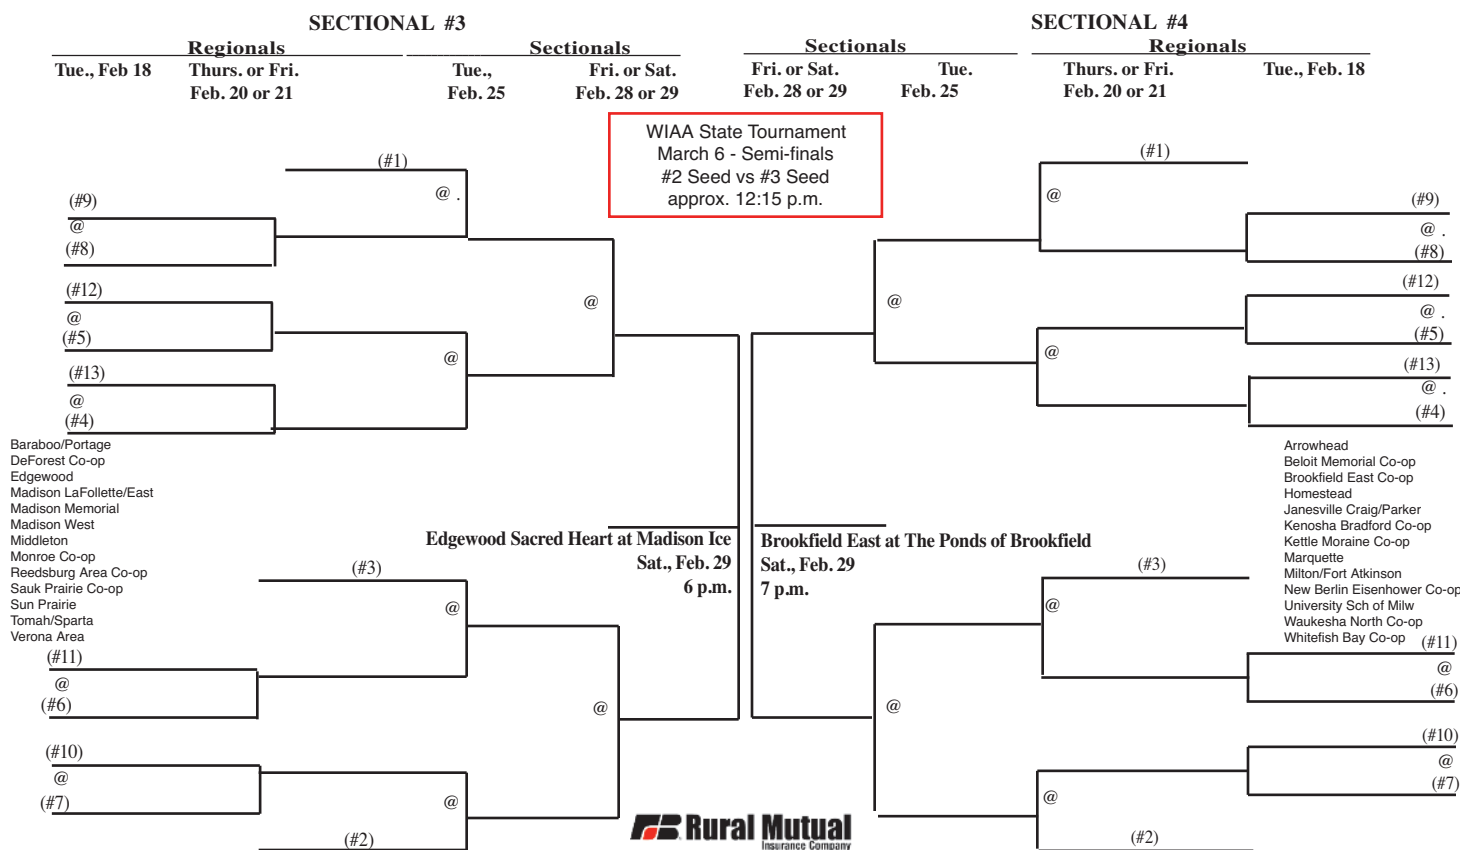 SECTIONAL #3
Regionals
Sectionals
Tue., Feb 18
Thurs. or Fri.
Feb. 20 or 21
Tue.,
Feb. 25
Fri. or Sat.
Feb. 28 or 29
SECTIONAL #4
Sectionals
Regionals
Fri. or Sat.
Feb. 28 or 29
Tue.
Feb. 25
Thurs. or Fri.
Feb. 20 or 21
Tue., Feb. 18
WIAA State Tournament
March 6 - Semi-finals
#2 Seed vs #3 Seed
approx. 12:15 p.m.
(#1)
@ .
(#9)
@
(#8)
(#12)
@
(#5)
@
@
(#13)
@
(#4)
Baraboo/Portage
DeForest Co-op
Edgewood
Madison LaFollette/East
Madison Memorial
Madison West
Middleton
Monroe Co-op
Reedsburg Area Co-op
Sauk Prairie Co-op
Sun Prairie
Tomah/Sparta
Verona Area
Edgewood Sacred Heart at Madison Ice
Sat., Feb. 29
6 p.m.
(#3)
@
(#11)
@
(#6)
@
(#10)
@
(#7)
@
(#2)
(#1)
@
(#9)
@ .
(#8)
(#12)
@ .
(#5)
@
@
(#13)
@ .
(#4)
Arrowhead
Beloit Memorial Co-op
Brookfield East Co-op
Homestead
Janesville Craig/Parker
Kenosha Bradford Co-op
Kettle Moraine Co-op
Marquette
Milton/Fort Atkinson
New Berlin Eisenhower Co-op
University Sch of Milw
Waukesha North Co-op
Whitefish Bay Co-op
Brookfield East at The Ponds of Brookfield
Sat., Feb. 29
7 p.m.
(#3)
@
(#11)
@
(#6)
@
(#10)
@
(#7)
@
(#2)
Rural Mutual
Insurance Company